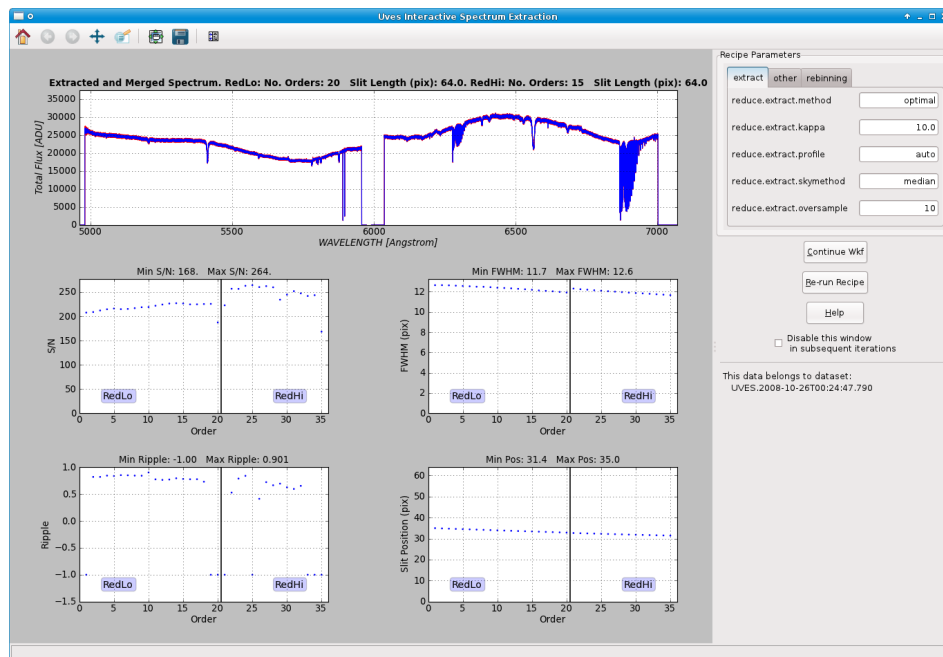 Uves Interactive Spectrum Extraction
Extracted and Merged Spectrum. RedLo: No. Orders: 20 Slit Length (pix): 64.0. RedHi: No. Orders: 15 Slit Length (pix): 64.0
35000
30000
25000
20000
15000
10000
5000
0
Total Flux [ADU]
5000 5500 6000 6500 7000
WAVELENGTH [Angstrom]
Min S/N: 168. Max S/N: 264.
250
200
150
100
50
0
S/N
RedLo RedHi
0 5 10 15 20 25 30 35
Order
Min FWHM: 11.7 Max FWHM: 12.6
12
10
8
6
4
2
0
FWHM (pix)
RedLo RedHi
0 5 10 15 20 25 30 35
Order
Min Ripple: -1.00 Max Ripple: 0.901
1.0
0.5
0.0
−0.5
−1.0
−1.5
Ripple
RedLo RedHi
0 5 10 15 20 25 30 35
Order
Min Pos: 31.4 Max Pos: 35.0
60
50
40
30
20
10
0
Slit Position (pix)
RedLo RedHi
0 5 10 15 20 25 30 35
Order
Recipe Parameters
extract other rebinning
reduce.extract.method optimal
reduce.extract.kappa 10.0
reduce.extract.profile auto
reduce.extract.skymethod median
reduce.extract.oversample 10
Continue Wkf
Re-run Recipe
Help
Disable this window
in subsequent iterations
This data belongs to dataset:
UVES.2008-10-26T00:24:47.790